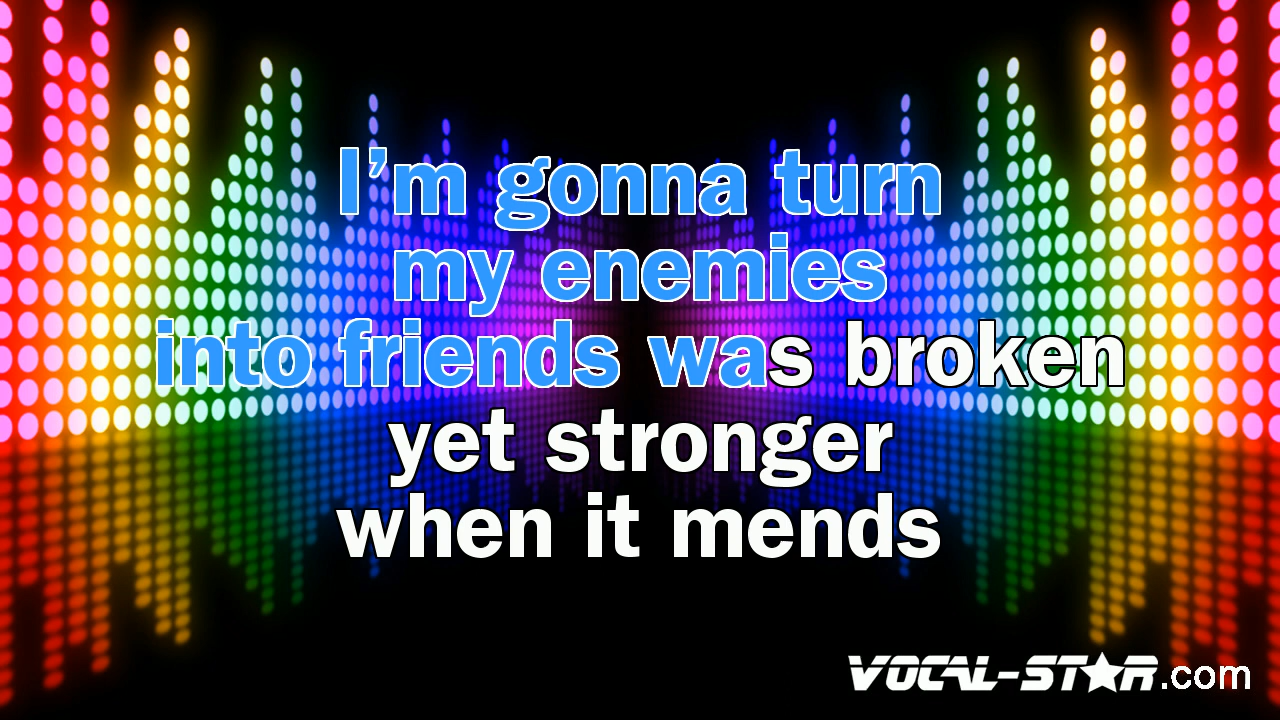 I’m gonna turn
my enemies
into friends was broken
yet stronger
when it mends
VOCAL-STAR.com